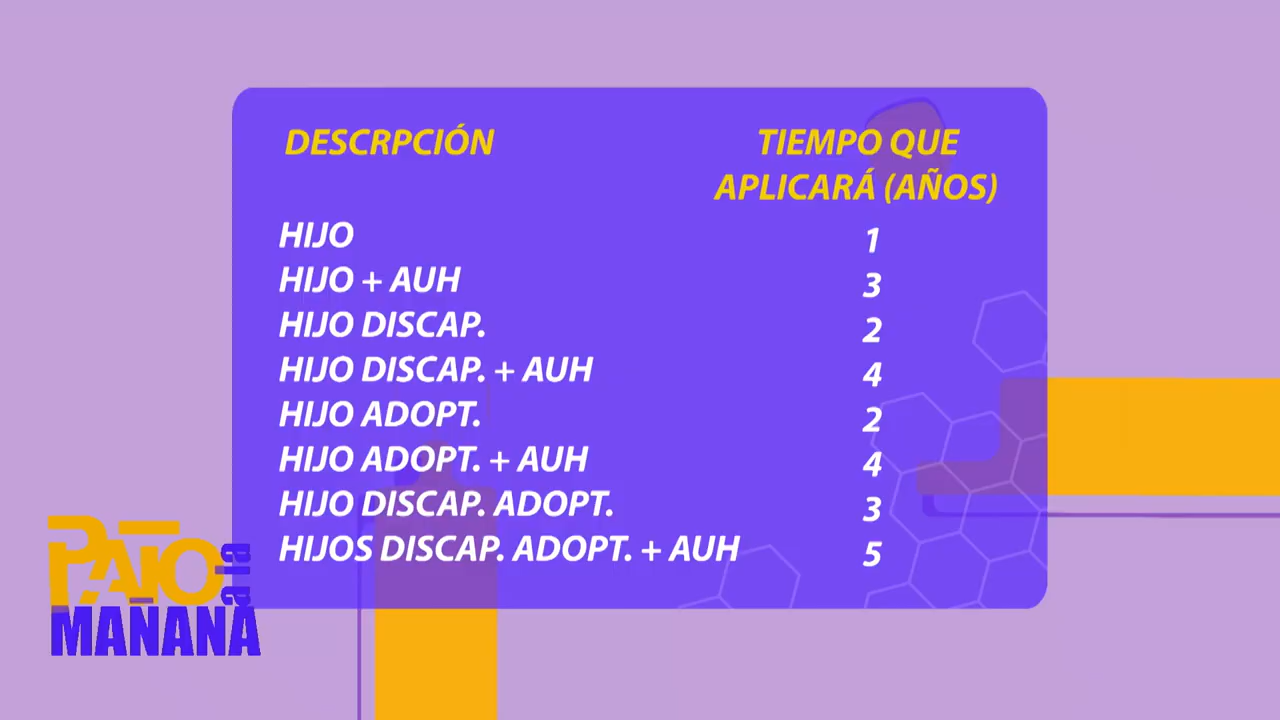 DESCRPCIÓN
TIEMPO QUE
APLICARÁ (AÑOS)
HIJO 1
HIJO + AUH 3
HIJO DISCAP. 2
HIJO DISCAP. + AUH 4
HIJO ADOPT. 2
HIJO ADOPT. + AUH 4
HIJO DISCAP. ADOPT. 3
HIJOS DISCAP. ADOPT. + AUH 5
PATO
a la
MAÑANA